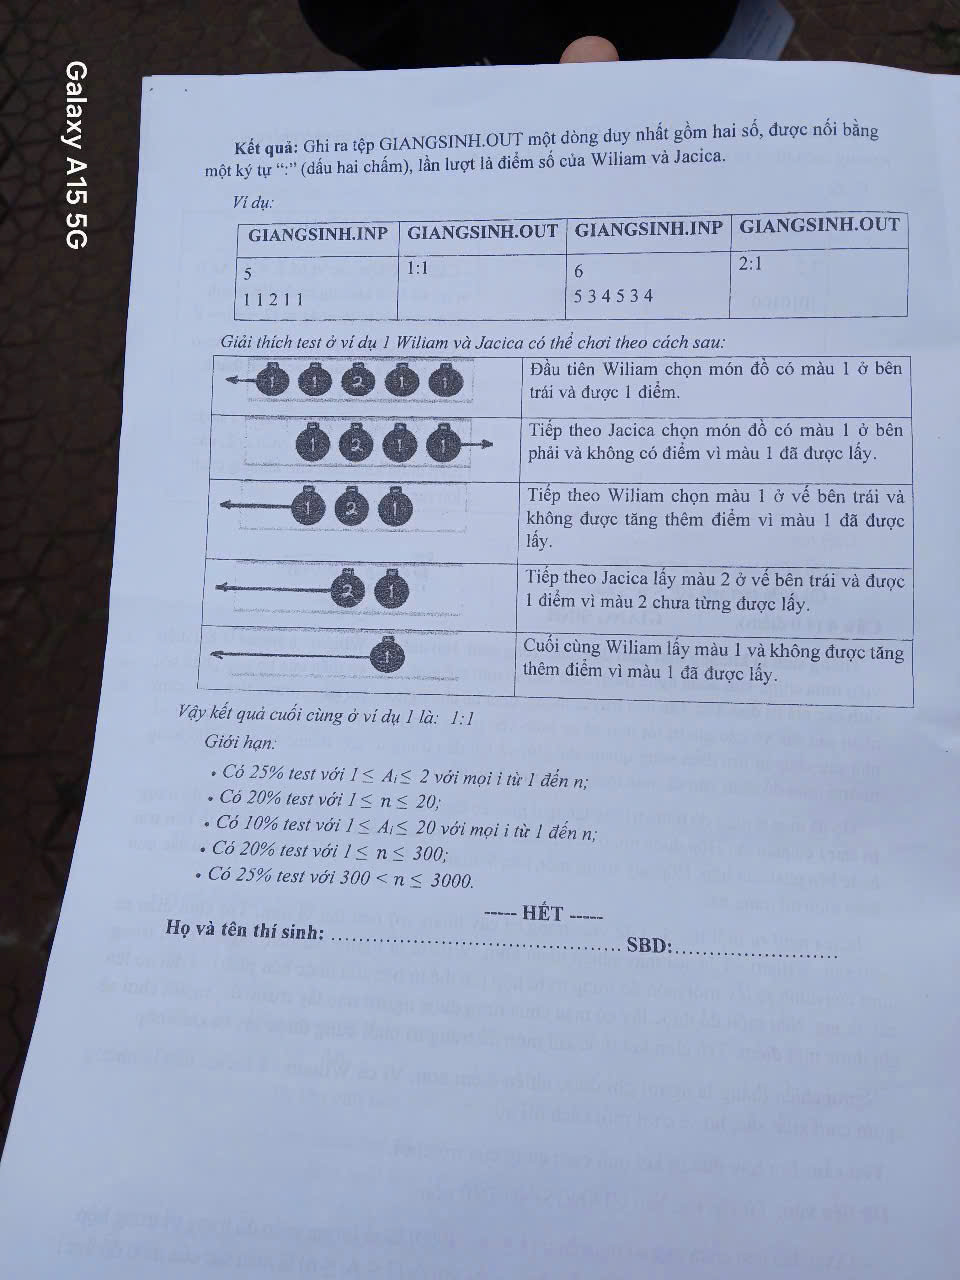 Galaxy A15 5G
Kết quả: Ghi ra tệp GIANGSINH.OUT một dòng duy nhất gồm hai số, được nối bằng
một ký tự “:” (dấu hai chấm), lần lượt là điểm số của Wiliam và Jacica.
Ví dụ:
GIANGSINH.INP GIANGSINH.OUT GIANGSINH.INP GIANGSINH.OUT
5 1:1 6 2:1
1 1 2 1 1 5 3 4 5 3 4
Giải thích test ở ví dụ 1 Wiliam và Jacica có thể chơi theo cách sau:
1 1 2 1 1
Đầu tiên Wiliam chọn món đồ có màu 1 ở bên
trái và được 1 điểm.
1 2 1 1
Tiếp theo Jacica chọn món đồ có màu 1 ở bên
phải và không có điểm vì màu 1 đã được lấy.
1 2 1
Tiếp theo Wiliam chọn màu 1 ở vế bên trái và
không được tăng thêm điểm vì màu 1 đã được
lấy.
2 1
Tiếp theo Jacica lấy màu 2 ở vế bên trái và được
1 điểm vì màu 2 chưa từng được lấy.
1
Cuối cùng Wiliam lấy màu 1 và không được tăng
thêm điểm vì màu 1 đã được lấy.
Vậy kết quả cuối cùng ở ví dụ 1 là: 1:1
Giới hạn:
• Có 25% test với 1 ≤ Ai ≤ 2 với mọi i từ 1 đến n;
• Có 20% test với 1 ≤ n ≤ 20;
• Có 10% test với 1 ≤ Ai ≤ 20 với mọi i từ 1 đến n;
• Có 20% test với 1 ≤ n ≤ 300;
• Có 25% test với 300 < n ≤ 3000.
----- HẾT -----
Họ và tên thí sinh: ........................................ SBD:........................